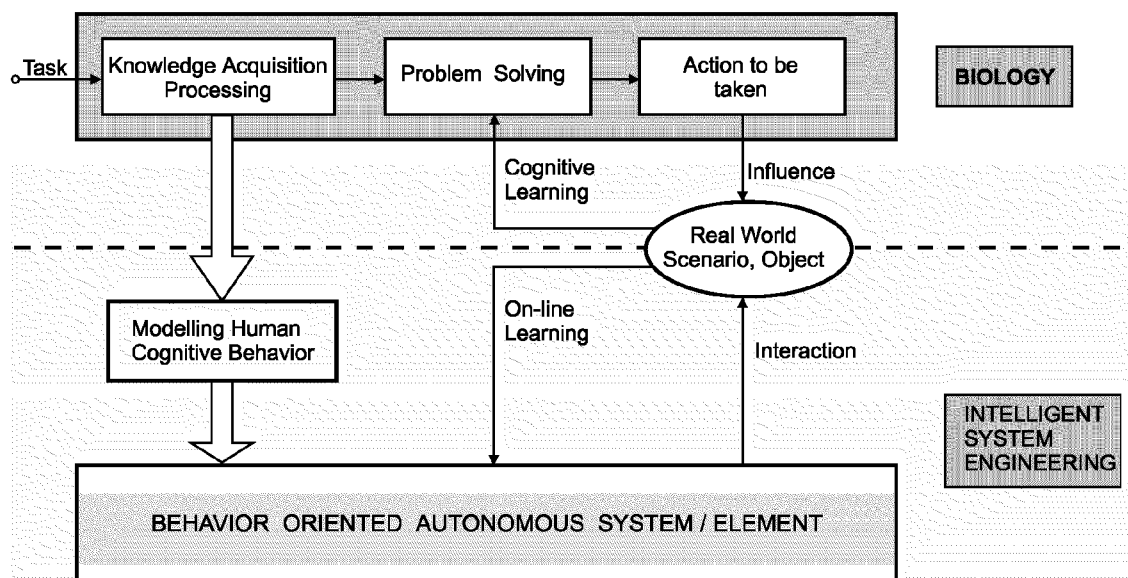 Task
Knowledge Acquisition
Processing
Problem Solving
Action to be
taken
BIOLOGY
Cognitive
Learning
Influence
Real World
Scenario, Object
Modelling Human
Cognitive Behavior
On-line
Learning
Interaction
INTELLIGENT
SYSTEM
ENGINEERING
BEHAVIOR ORIENTED AUTONOMOUS SYSTEM / ELEMENT